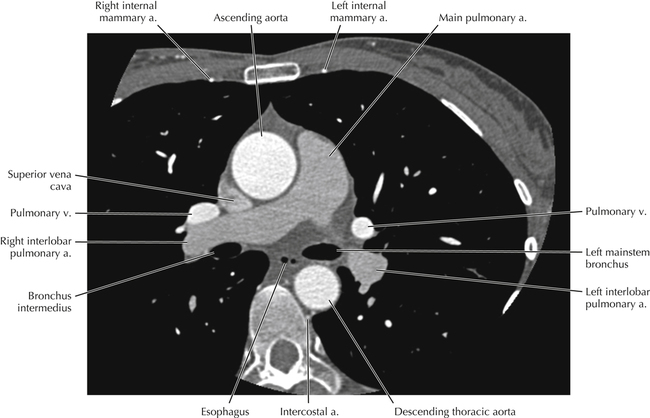 Right internal
mammary a.
Ascending aorta
Left internal
mammary a.
Main pulmonary a.
Superior vena
cava
Pulmonary v.
Right interlobar
pulmonary a.
Bronchus
intermedius
Pulmonary v.
Left mainstem
bronchus
Left interlobar
pulmonary a.
Esophagus
Intercostal a.
Descending thoracic aorta